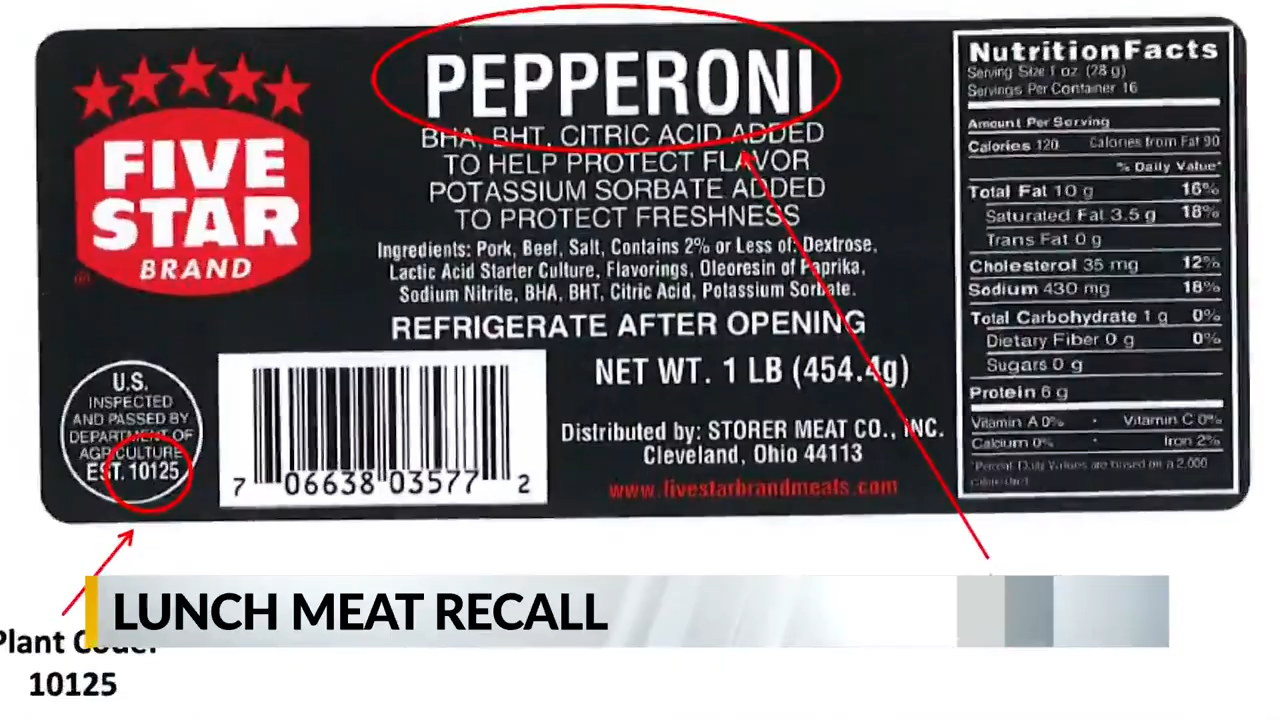 FIVE
STAR
BRAND
PEPPERONI
BHA, BHT, CITRIC ACID ADDED
TO HELP PROTECT FLAVOR
POTASSIUM SORBATE ADDED
TO PROTECT FRESHNESS
Ingredients: Pork, Beef, Salt, Contains 2% or Less of: Dextrose,
Lactic Acid Starter Culture, Flavorings, Oleoresin of Paprika,
Sodium Nitrite, BHA, BHT, Citric Acid, Potassium Sorbate.
REFRIGERATE AFTER OPENING
U.S.
INSPECTED
AND PASSED BY
DEPARTMENT OF
AGRICULTURE
EST. 10125
7 06638 03577 2
NET WT. 1 LB (454.4g)
Distributed by: STORER MEAT CO., INC.
Cleveland, Ohio 44113
www.fivestarbrandmeats.com
Nutrition Facts
Serving Size 1 oz. (28 g)
Servings Per Container 16
Amount Per Serving
Calories 120 Calories from Fat 90
% Daily Value*
Total Fat 10 g 16%
Saturated Fat 3.5 g 18%
Trans Fat 0 g
Cholesterol 35 mg 12%
Sodium 430 mg 18%
Total Carbohydrate 1 g 0%
Dietary Fiber 0 g 0%
Sugars 0 g
Protein 6 g
Vitamin A 0% • Vitamin C 0%
Calcium 0% • Iron 2%
*Percent Daily Values are based on a 2,000
calorie diet.
LUNCH MEAT RECALL
Plant Code:
10125